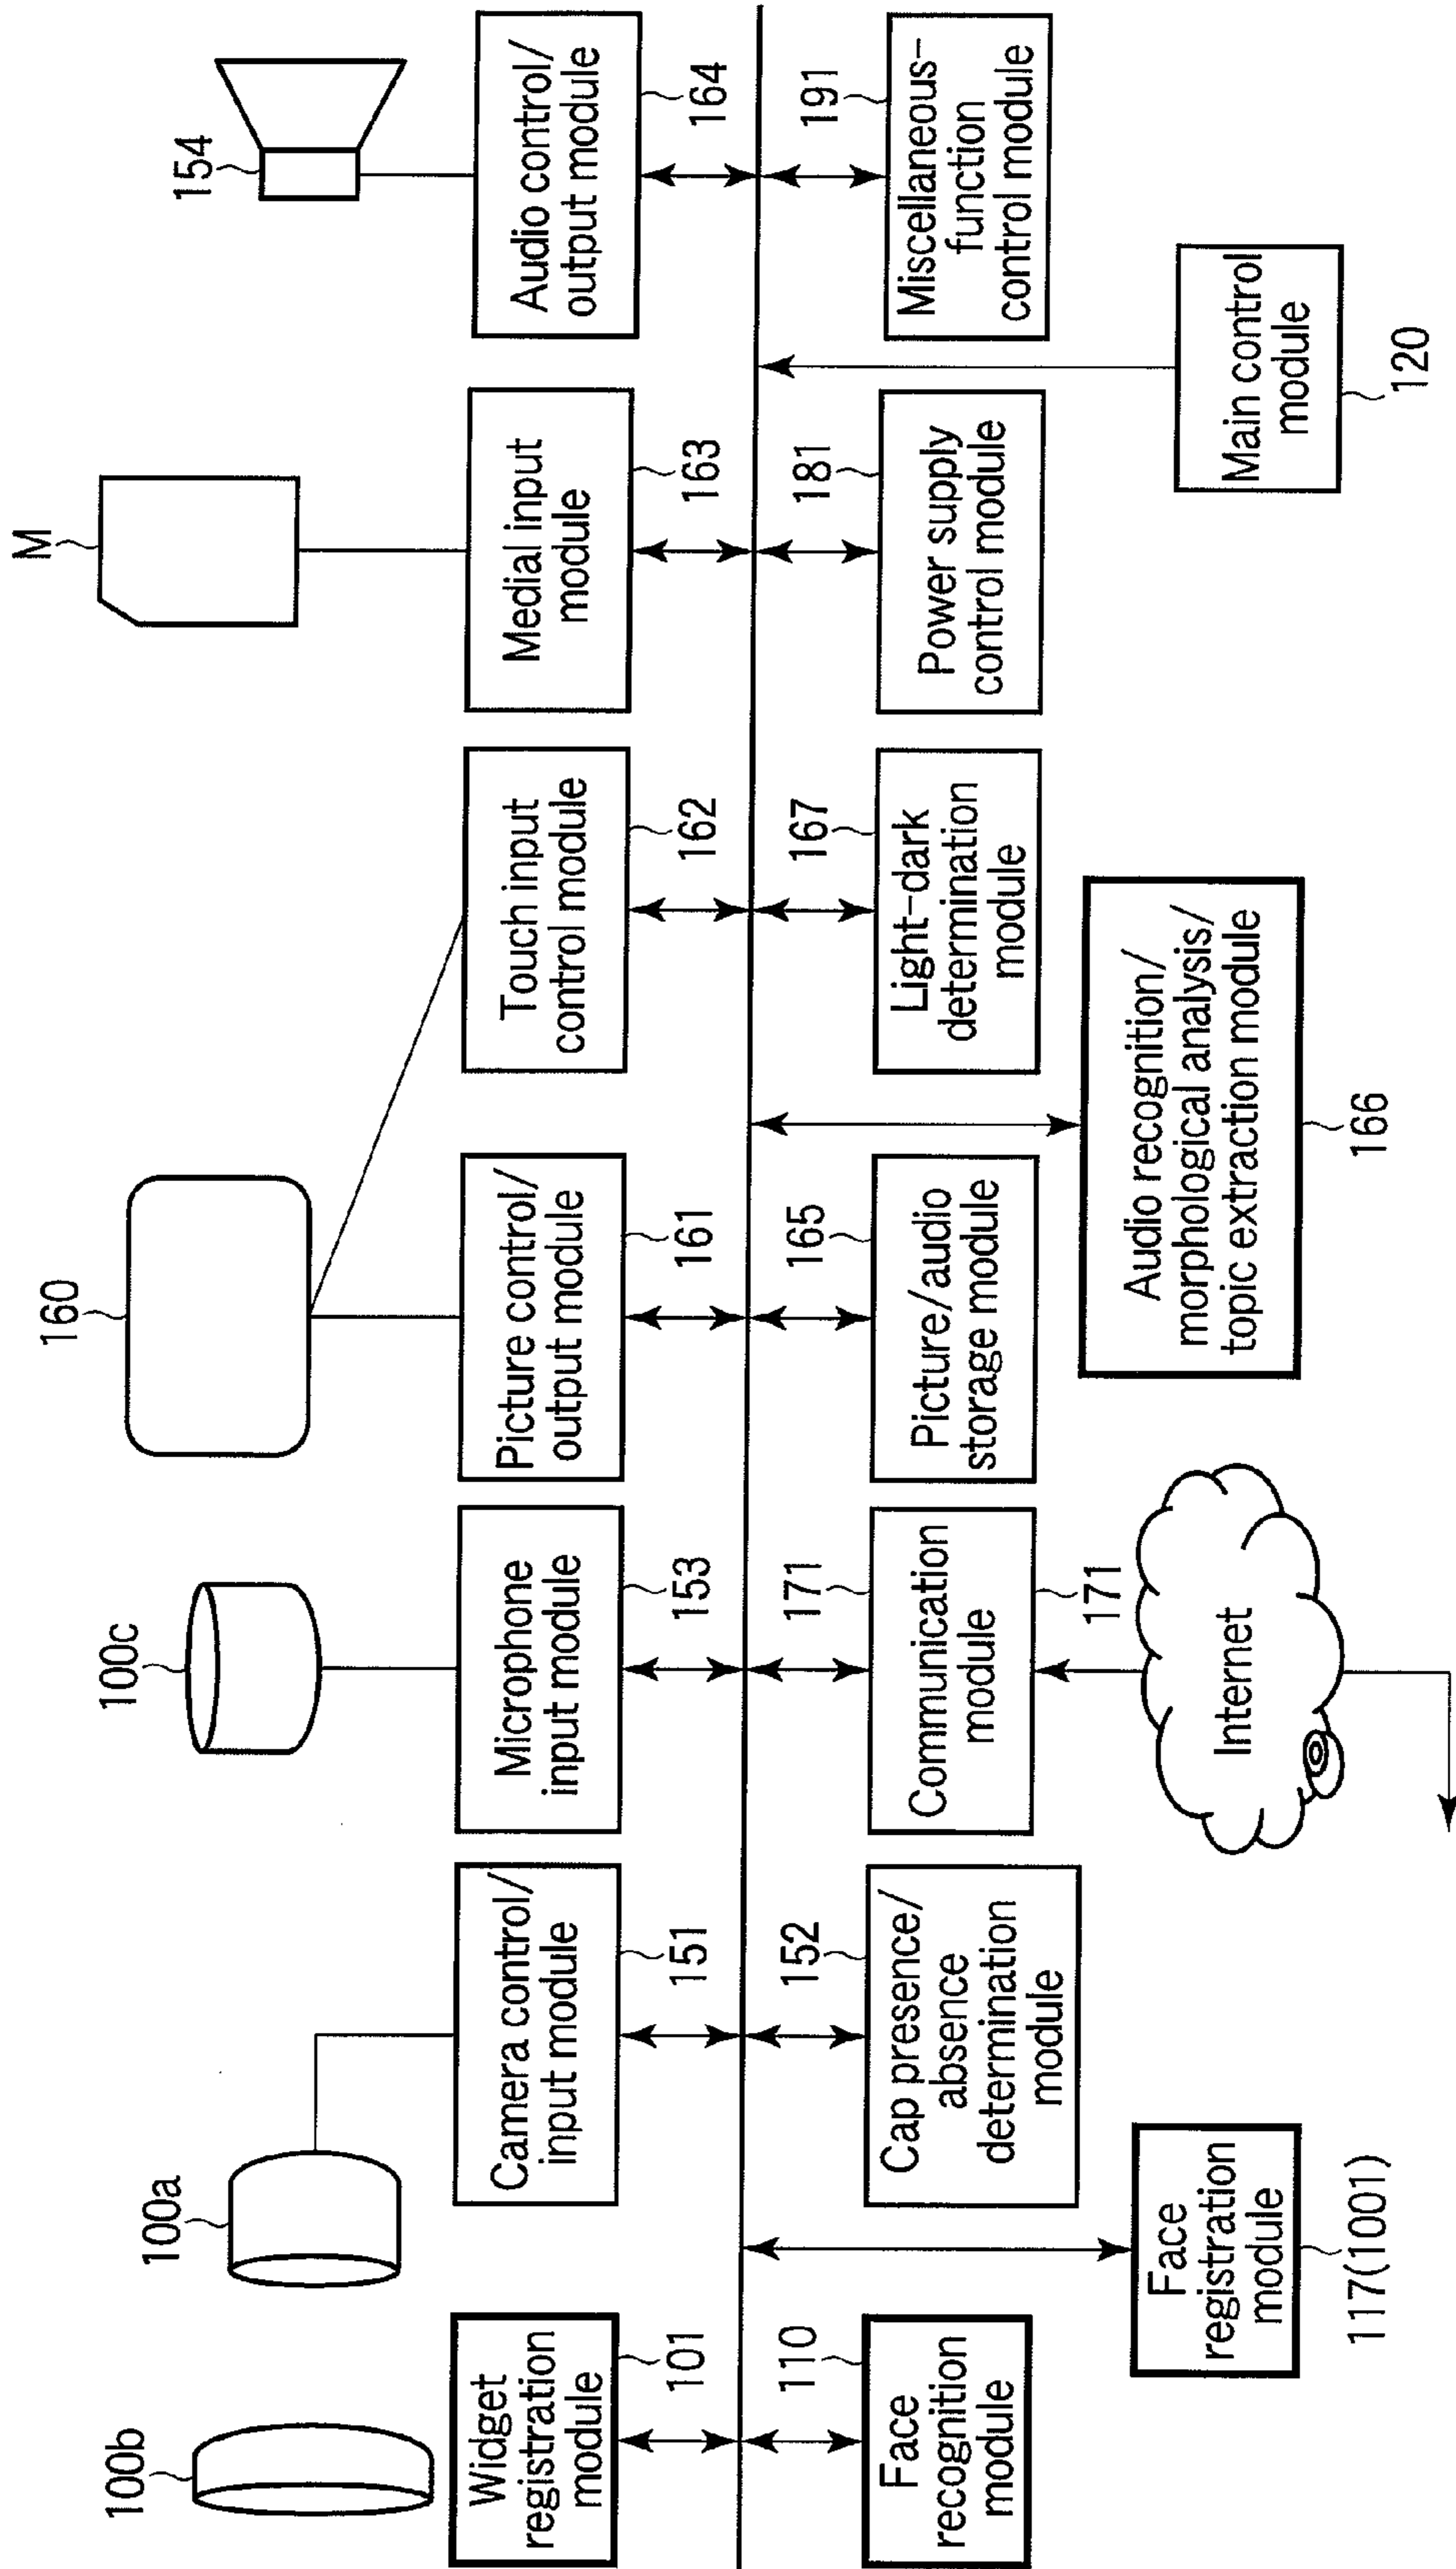 100b
100a
100c
160
M
154
Widget
registration
module
101
Camera control/
input module
151
Microphone
input module
153
Picture control/
output module
161
Touch input
control module
162
Medial input
module
163
Audio control/
output module
164
110
Face
recognition
module
152
Cap presence/
absence
determination
module
171
Communication
module
171
165
Picture/audio
storage module
167
Light-dark
determination
module
181
Power supply
control module
191
Miscellaneous-
function
control module
Face
registration
module
117(1001)
Internet
Audio recognition/
morphological analysis/
topic extraction module
166
Main control
module
120